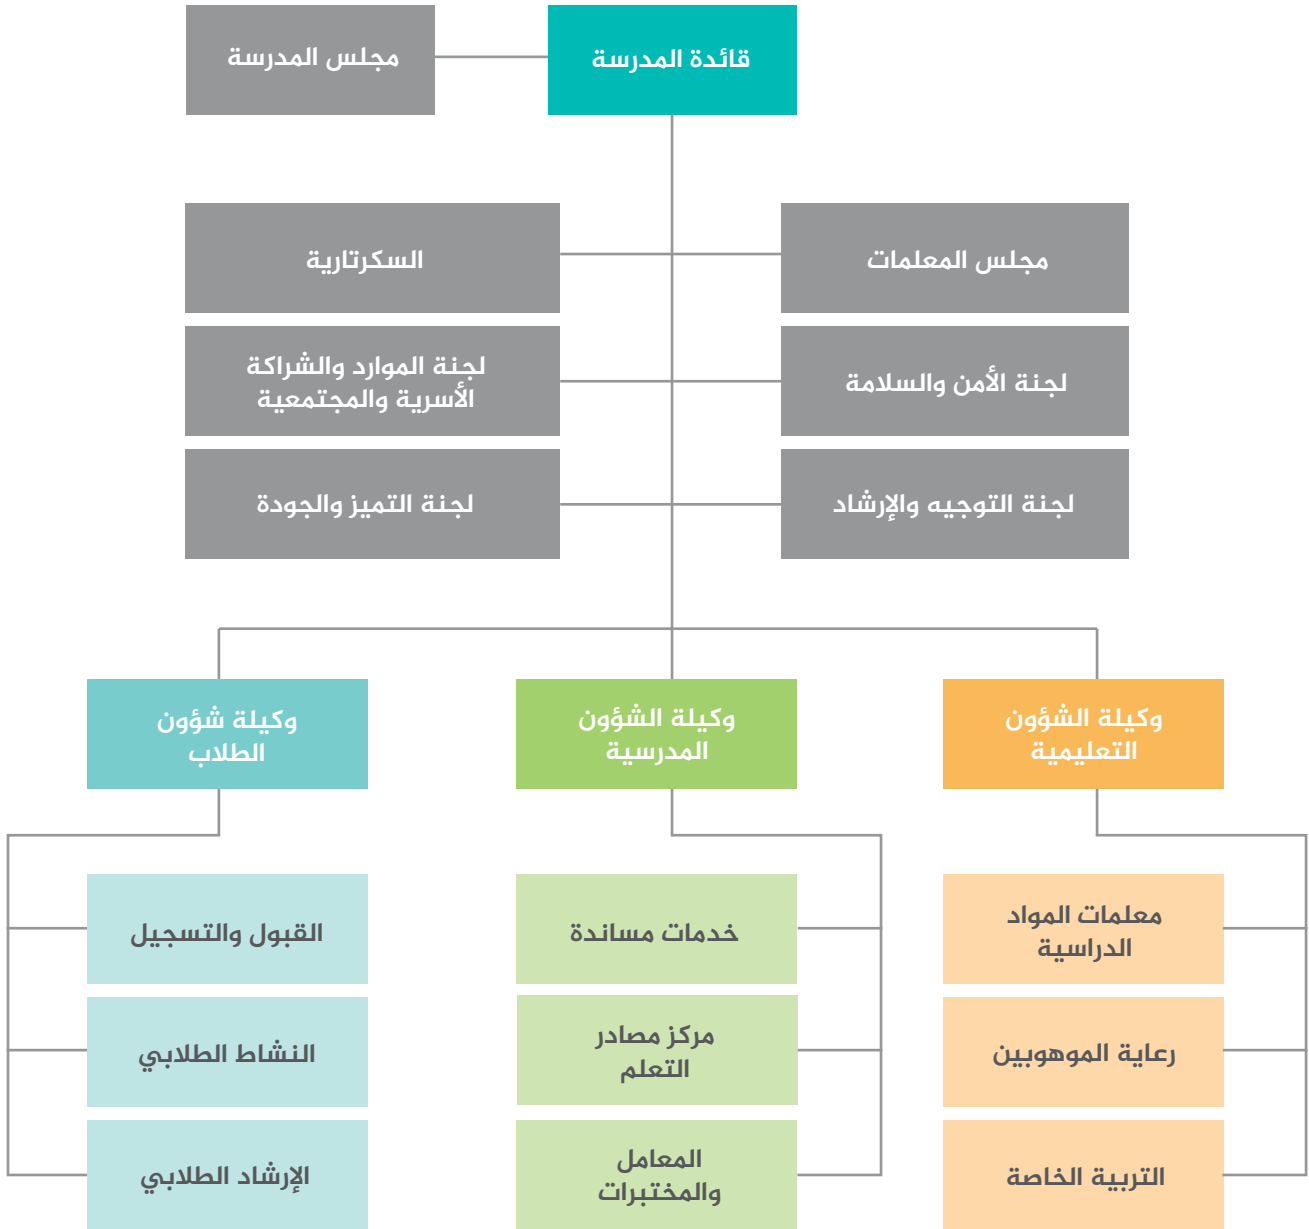 قائدة المدرسة
مجلس المدرسة
مجلس المعلمات
السكرتارية
لجنة الأمن والسلامة
لجنة الموارد والشراكة
الأسرية والمجتمعية
لجنة التوجيه والإرشاد
لجنة التميز والجودة
وكيلة الشؤون
التعليمية
وكيلة الشؤون
المدرسية
وكيلة شؤون
الطلاب
معلمات المواد
الدراسية
خدمات مساندة
القبول والتسجيل
رعاية الموهوبين
مركز مصادر
التعلم
النشاط الطلابي
التربية الخاصة
المعامل
والمختبرات
الإرشاد الطلابي